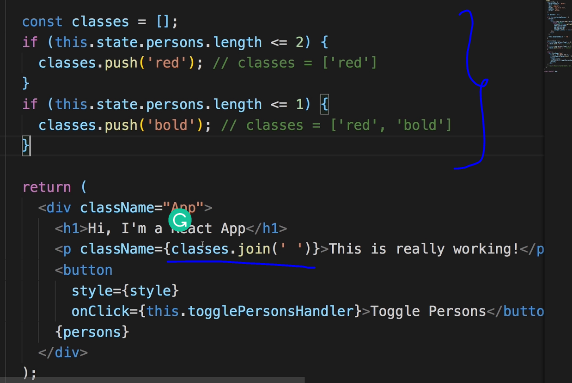 const classes = [];
if (this.state.persons.length <= 2) {
classes.push('red'); // classes = ['red']
}
if (this.state.persons.length <= 1) {
classes.push('bold'); // classes = ['red', 'bold']
}
return (
<div className="App">
<h1>Hi, I'm a React App</h1>
<p className={classes.join(' ')}>This is really working!</p
<button
style={style}
onClick={this.togglePersonsHandler}>Toggle Persons</butto
{persons}
</div>
);